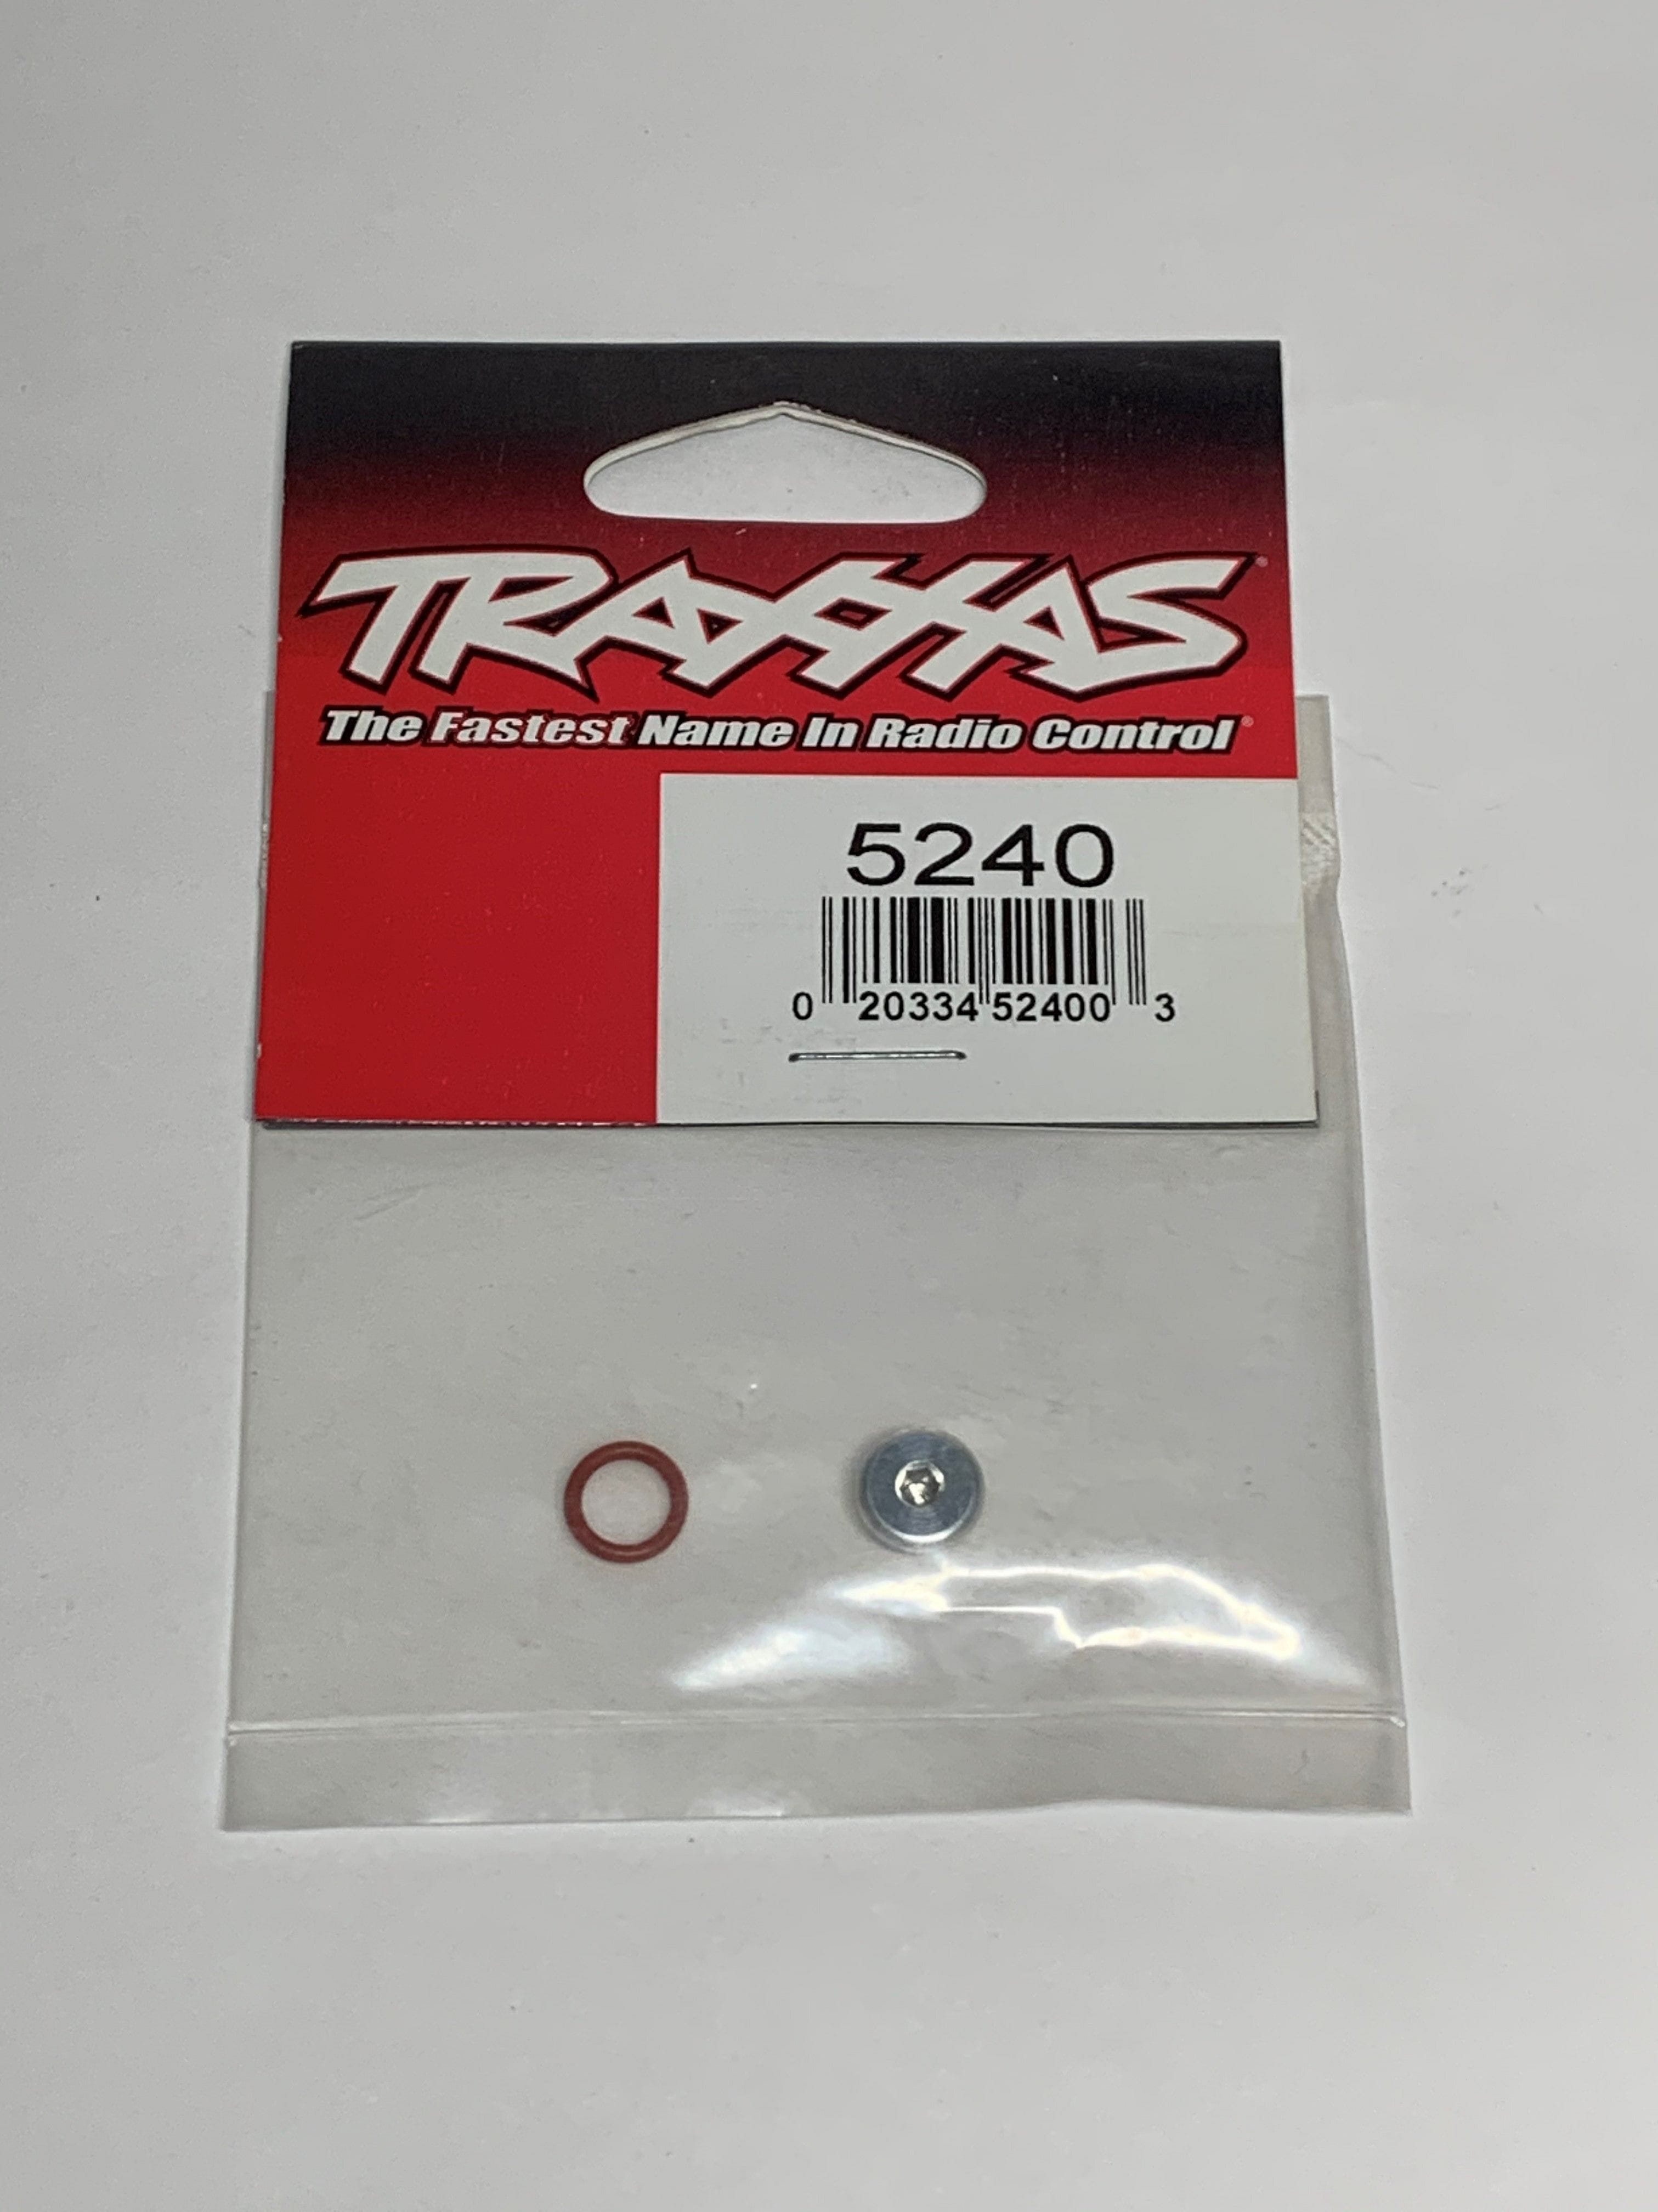 TRAXXAS®
The Fastest Name In Radio Control®
5240
0 20334 52400 3